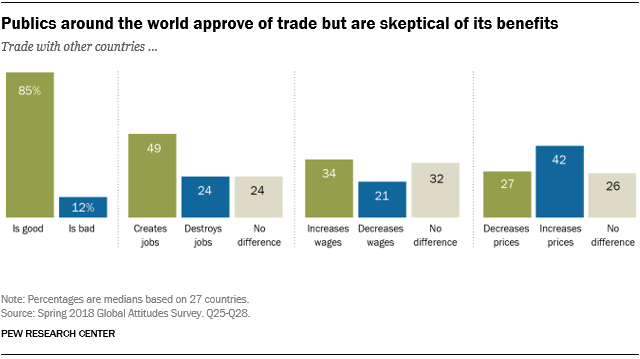 Publics around the world approve of trade but are skeptical of its benefits
Trade with other countries ...
85%
12%
Is good
Is bad
49
24
24
Creates
jobs
Destroys
jobs
No
difference
34
21
32
Increases
wages
Decreases
wages
No
difference
27
42
26
Decreases
prices
Increases
prices
No
difference
Note: Percentages are medians based on 27 countries.
Source: Spring 2018 Global Attitudes Survey. Q25-Q28.
PEW RESEARCH CENTER